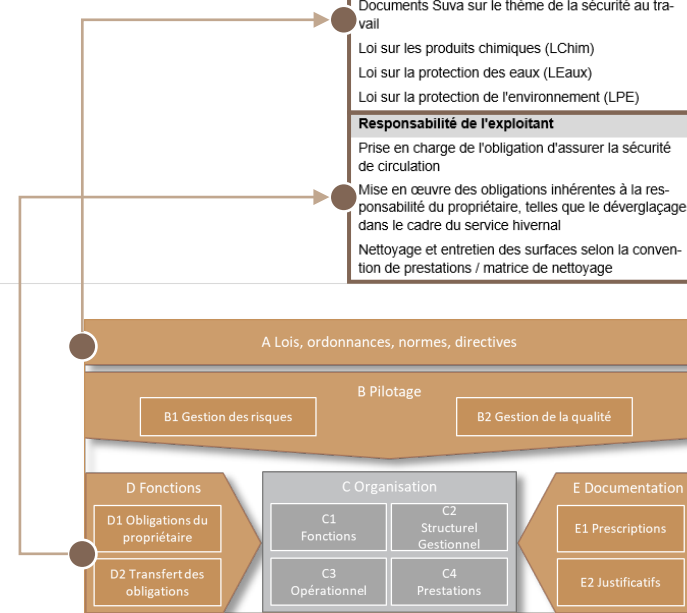 Documents Suva sur le thème de la sécurité au tra-
vail
Loi sur les produits chimiques (LChim)
Loi sur la protection des eaux (LEaux)
Loi sur la protection de l'environnement (LPE)
Responsabilité de l'exploitant
Prise en charge de l'obligation d'assurer la sécurité
de circulation
Mise en œuvre des obligations inhérentes à la res-
ponsabilité du propriétaire, telles que le déverglaçage
dans le cadre du service hivernal
Nettoyage et entretien des surfaces selon la conven-
tion de prestations / matrice de nettoyage
A Lois, ordonnances, normes, directives
B Pilotage
B1 Gestion des risques
B2 Gestion de la qualité
D Fonctions
D1 Obligations du
propriétaire
D2 Transfert des
obligations
C Organisation
C1
Fonctions
C2
Structurel
Gestionnel
C3
Opérationnel
C4
Prestations
E Documentation
E1 Prescriptions
E2 Justificatifs